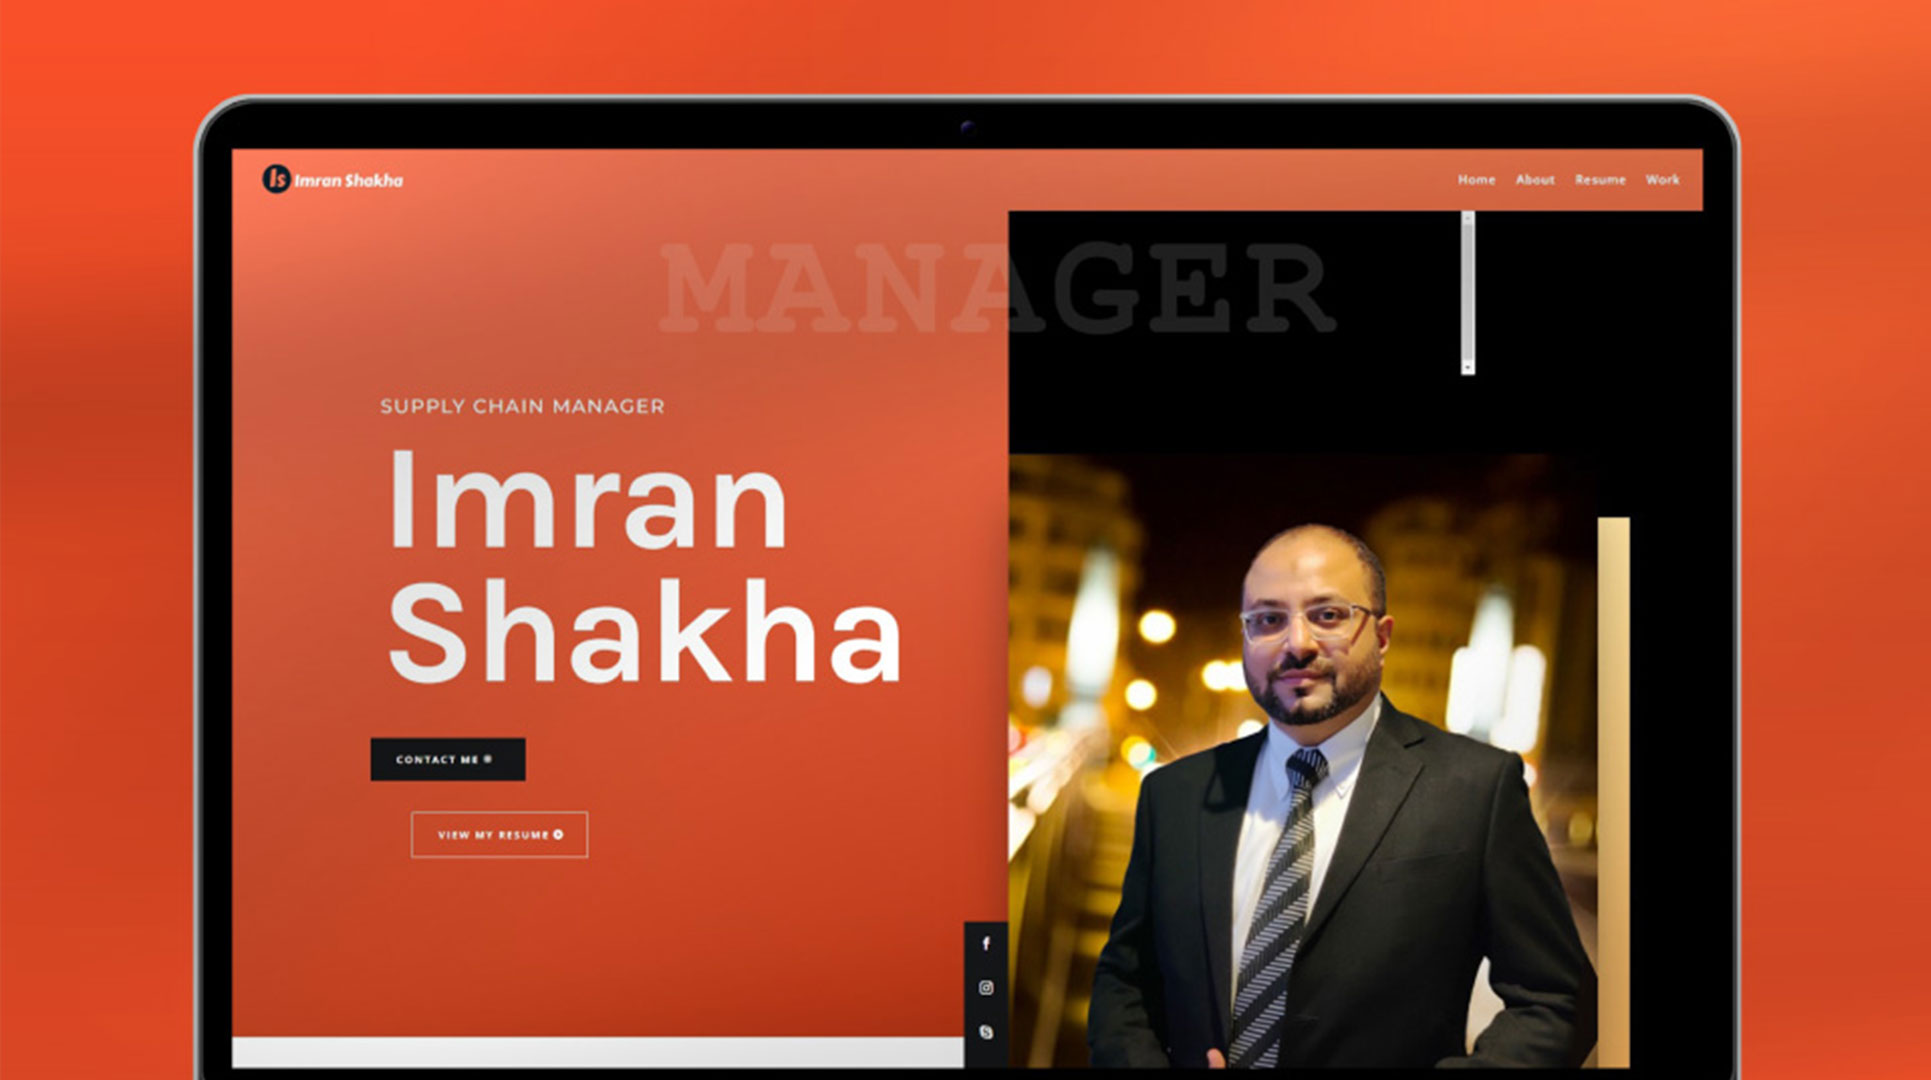 Is Imran Shakha
Home About Resume Work
MANAGER
SUPPLY CHAIN MANAGER
Imran
Shakha
CONTACT ME
VIEW MY RESUME